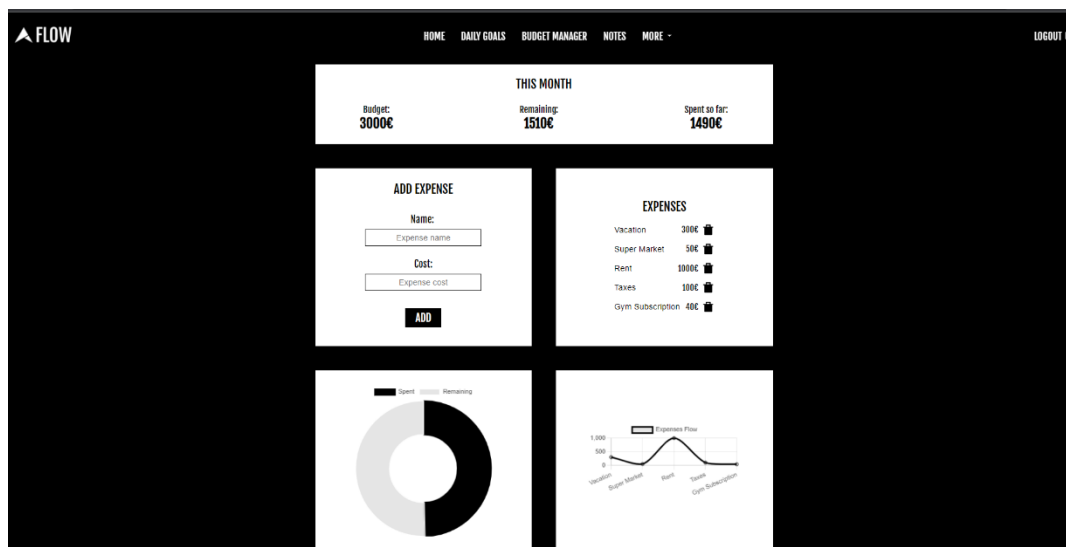 FLOW
HOME DAILY GOALS BUDGET MANAGER NOTES MORE LOGOUT
THIS MONTH
Budget: Remaining: Spent so far:
3000€ 1510€ 1490€
ADD EXPENSE
Name:
Expense name
Cost:
Expense cost
ADD
EXPENSES
Vacation 300€
Super Market 50€
Rent 1000€
Taxes 100€
Gym Subscription 40€
Spent Remaining
Expenses Flow
1,000
500
0
Vacation
Super Market
Rent
Taxes
Gym Subscription